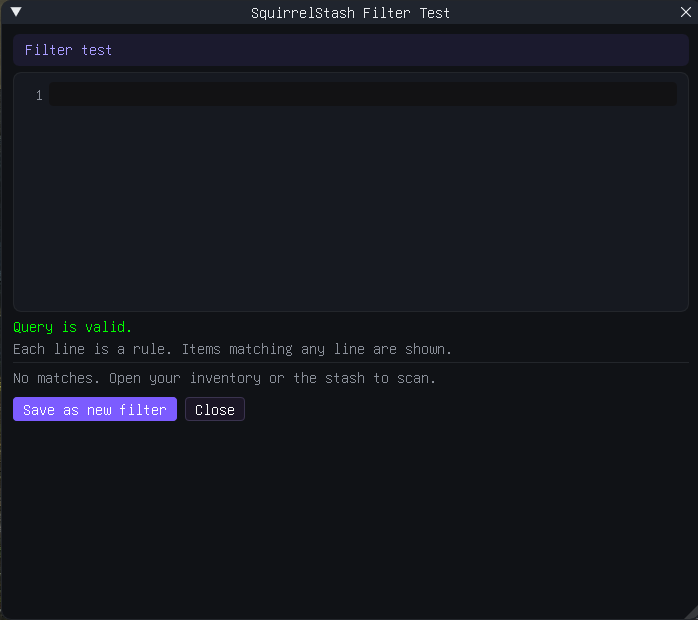 SquirrelStash Filter Test
Filter test
1
Query is valid.
Each line is a rule. Items matching any line are shown.
No matches. Open your inventory or the stash to scan.
Save as new filter Close